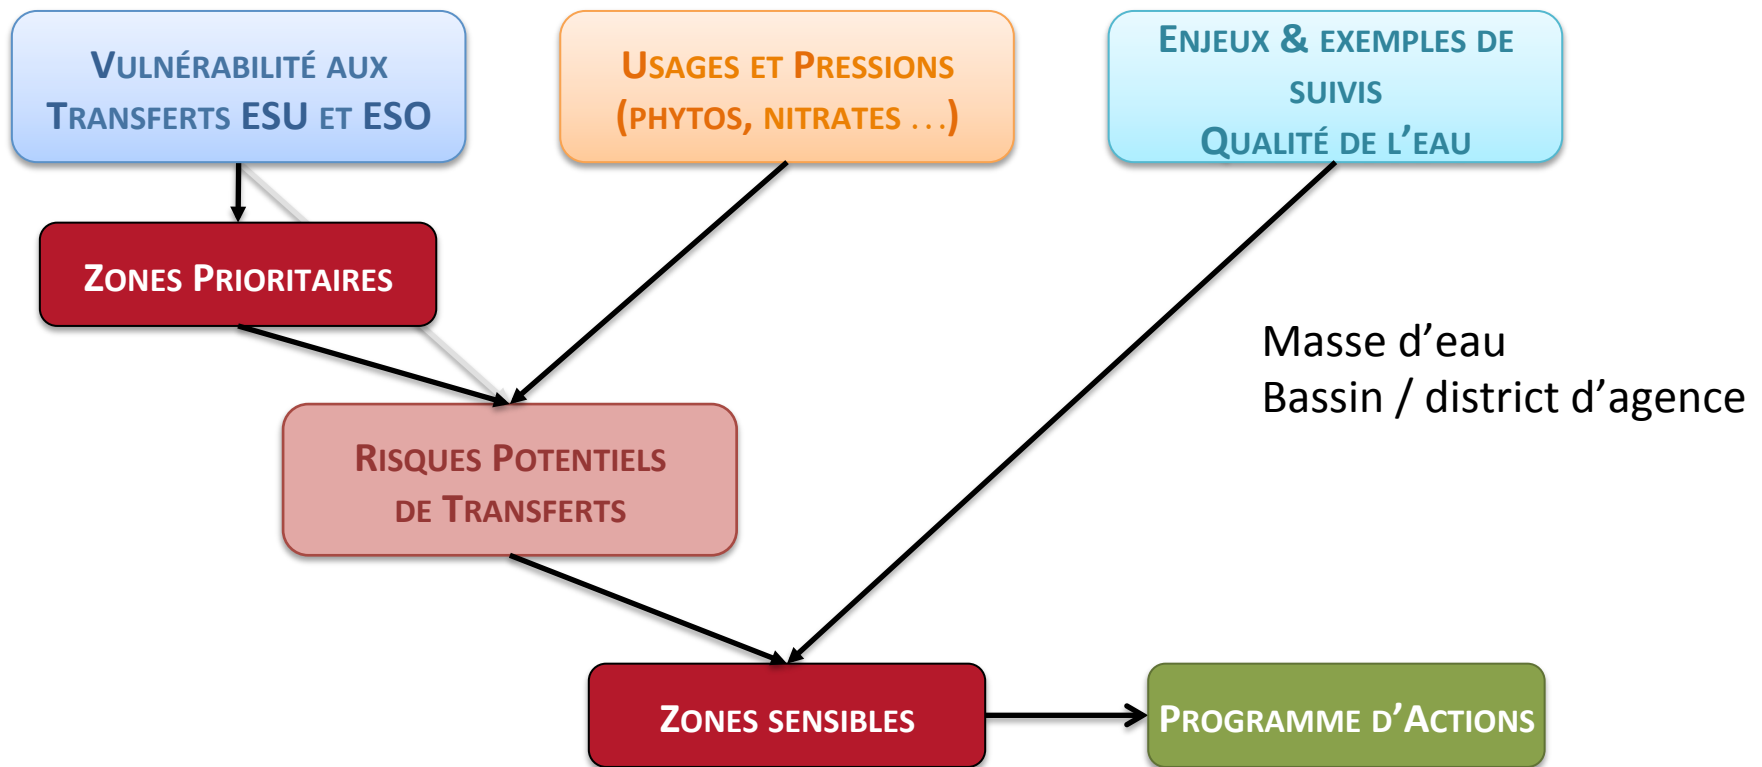 Vulnérabilité aux
Transferts ESU et ESO
Usages et Pressions
(phytos, nitrates ...)
Enjeux & exemples de
suivis
Qualité de l’eau
Zones Prioritaires
Masse d’eau
Bassin / district d’agence
Risques Potentiels
de Transferts
Zones sensibles
Programme d’Actions